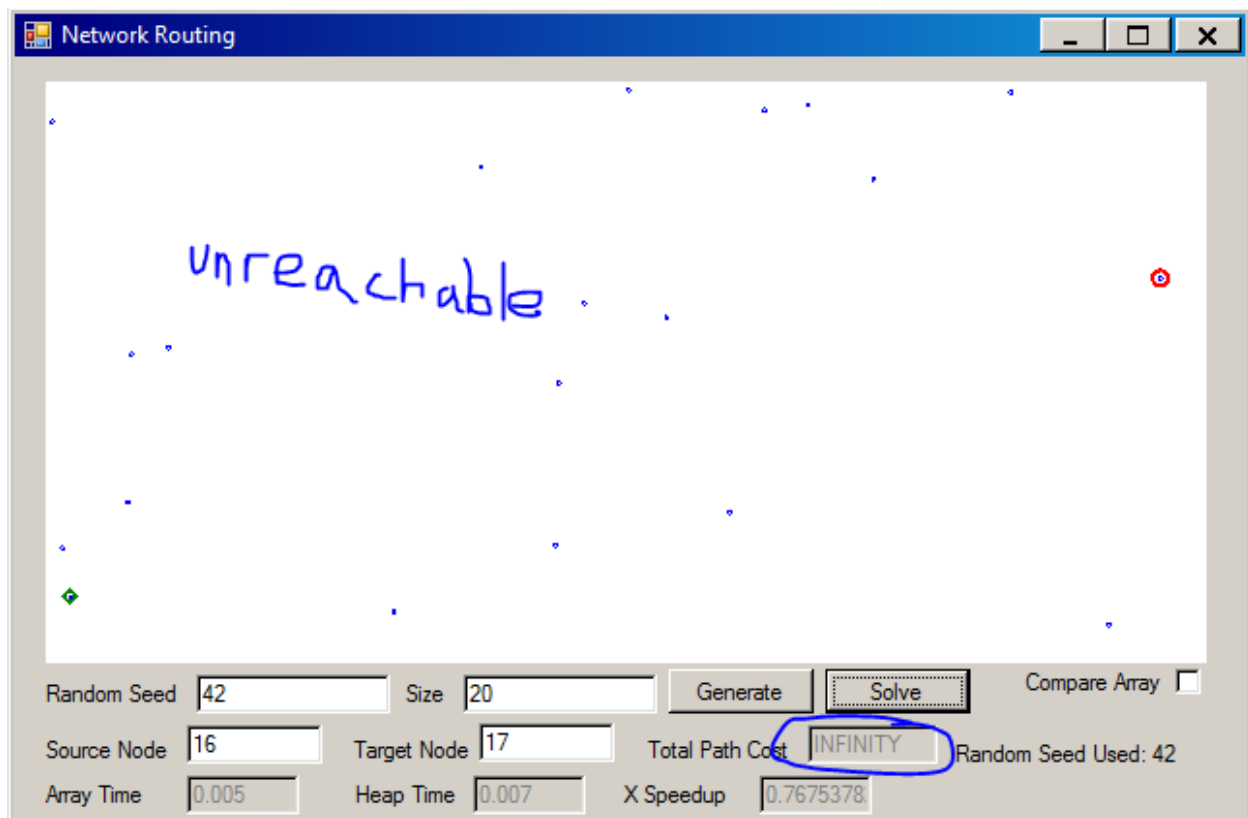 Network Routing
unreachable
Random Seed 42 Size 20 Generate Solve Compare Array
Source Node 16 Target Node 17 Total Path Cost INFINITY Random Seed Used: 42
Array Time 0.005 Heap Time 0.007 X Speedup 0.7675378